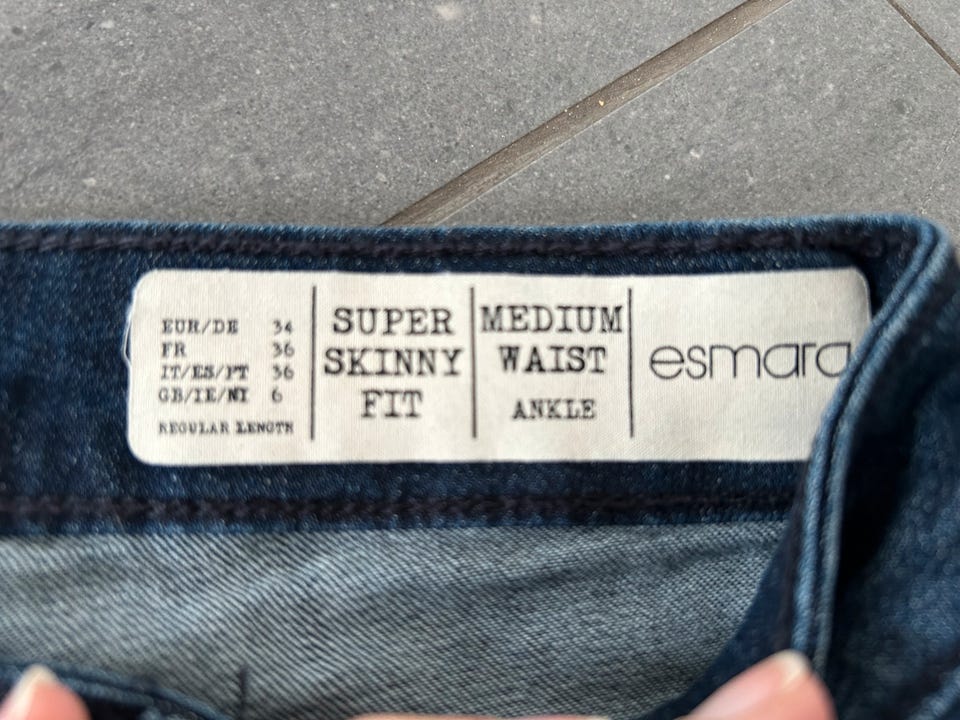 EUR/DE 34
FR 36
IT/ES/PT 36
GB/IE/NI 6
REGULAR LENGTH
SUPER
SKINNY
FIT
MEDIUM
WAIST
ANKLE
esmara